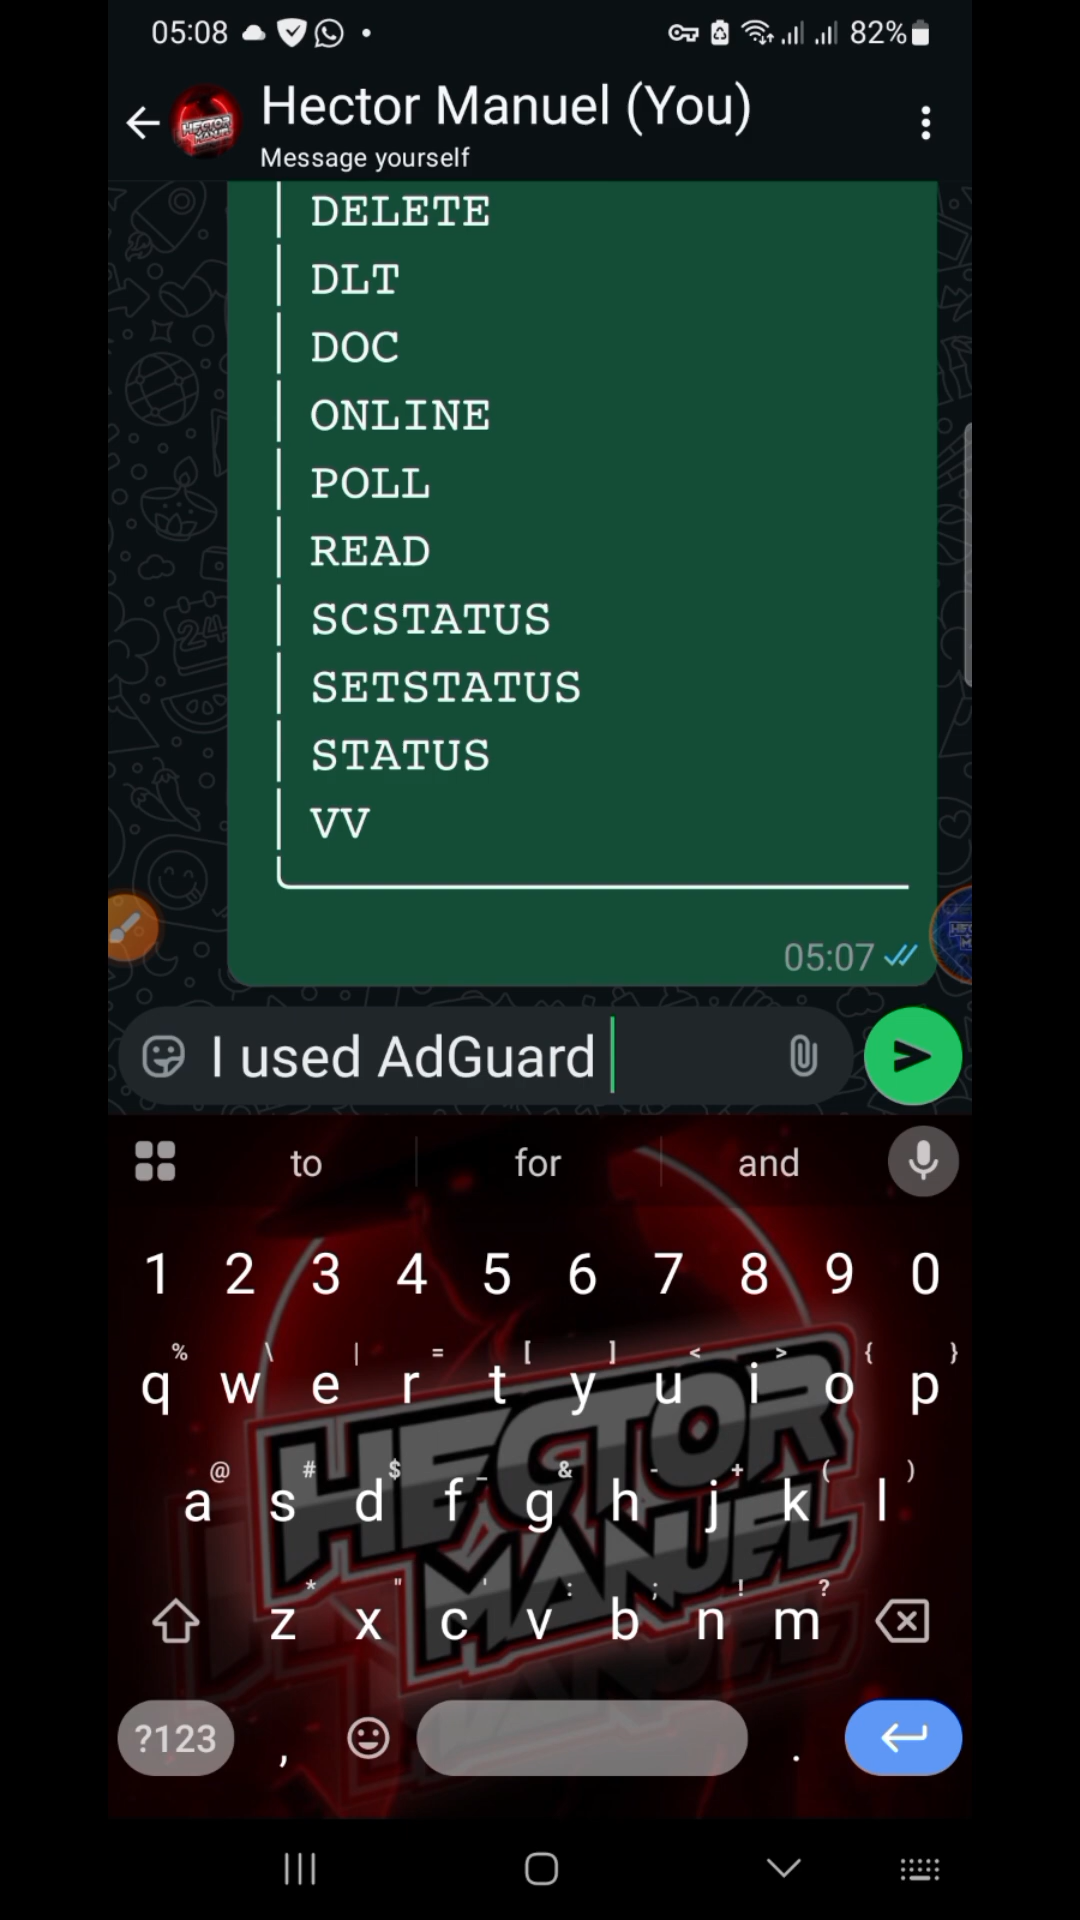 05:08 82%
Hector Manuel (You)
Message yourself
DELETE
DLT
DOC
ONLINE
POLL
READ
SCSTATUS
SETSTATUS
STATUS
VV
05:07
I used AdGuard
to for and
1 2 3 4 5 6 7 8 9 0
% \ | = [ ] < > { }
q w e r t y u i o p
@ # $ _ & - + ( )
a s d f g h j k l
* " ' : ; ! ?
z x c v b n m
HECTOR
MANUEL
?123 , .